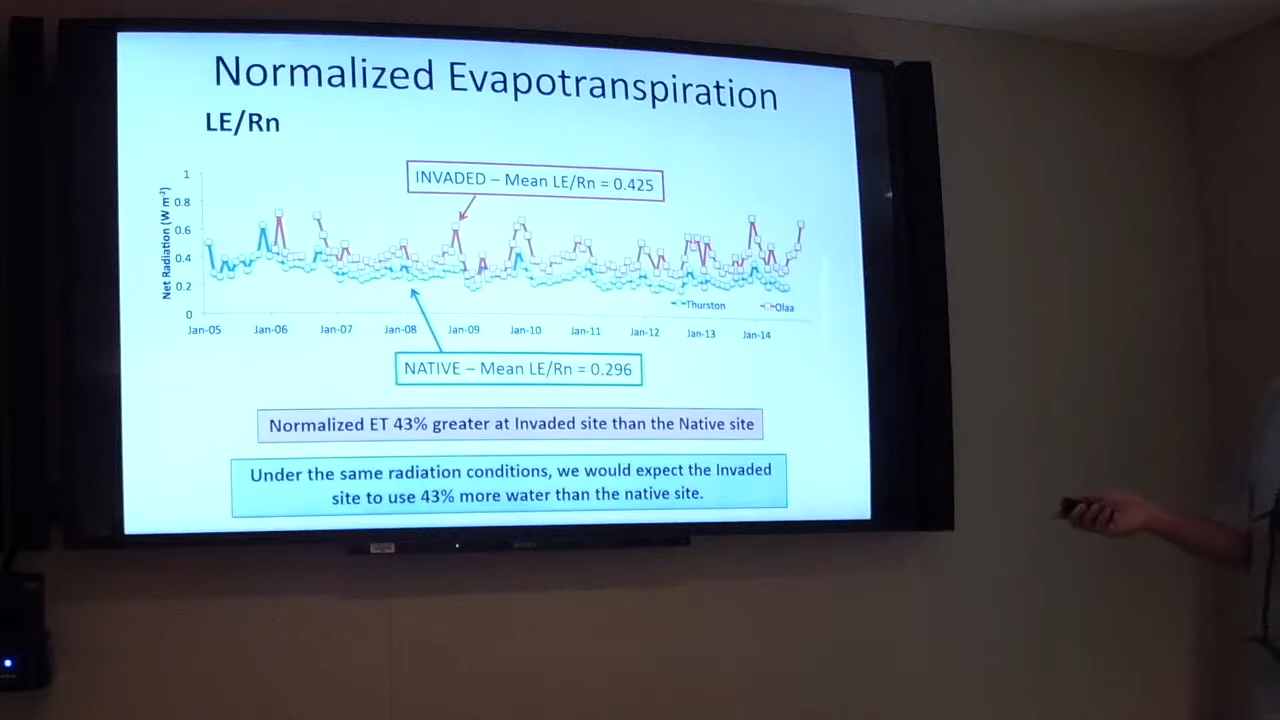 Normalized Evapotranspiration
LE/Rn
INVADED – Mean LE/Rn = 0.425
Net Radiation (W m⁻²)
1
0.8
0.6
0.4
0.2
0
Thurston
Olaa
Jan-05 Jan-06 Jan-07 Jan-08 Jan-09 Jan-10 Jan-11 Jan-12 Jan-13 Jan-14
NATIVE – Mean LE/Rn = 0.296
Normalized ET 43% greater at Invaded site than the Native site
Under the same radiation conditions, we would expect the Invaded
site to use 43% more water than the native site.